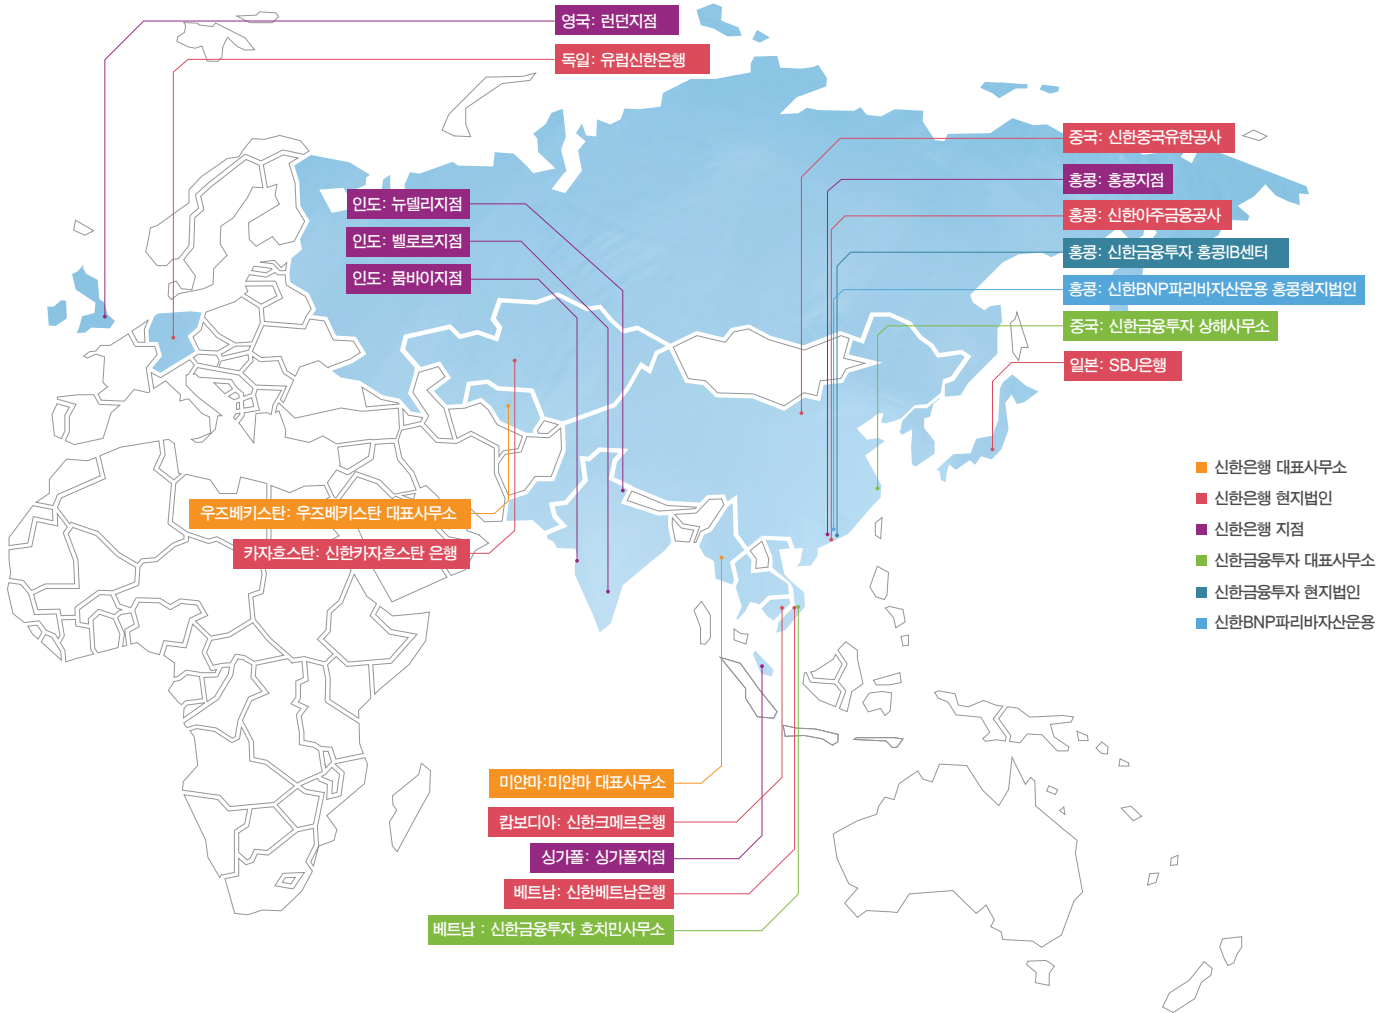 영국: 런던지점
독일: 유럽신한은행
중국: 신한중국유한공사
홍콩: 홍콩지점
인도: 뉴델리지점
홍콩: 신한아주금융공사
인도: 벨로르지점
홍콩: 신한금융투자 홍콩IB센터
인도: 뭄바이지점
홍콩: 신한BNP파리바자산운용 홍콩현지법인
중국: 신한금융투자 상해사무소
일본: SBJ은행
신한은행 대표사무소
신한은행 현지법인
신한은행 지점
신한금융투자 대표사무소
신한금융투자 현지법인
신한BNP파리바자산운용
우즈베키스탄: 우즈베키스탄 대표사무소
카자흐스탄: 신한카자흐스탄 은행
미얀마:미얀마 대표사무소
캄보디아: 신한크메르은행
싱가폴: 싱가폴지점
베트남: 신한베트남은행
베트남 : 신한금융투자 호치민사무소